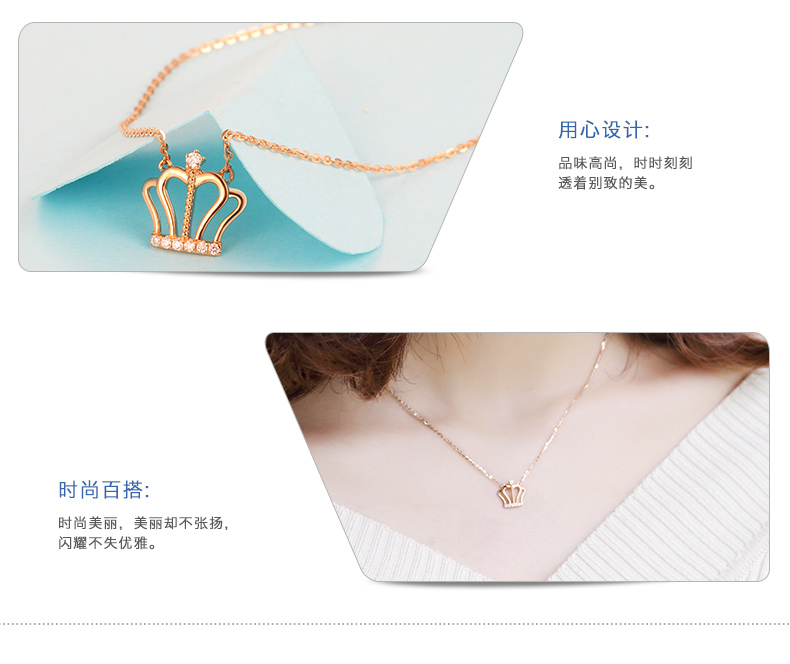 用心设计:
品味高尚，时时刻刻
透着别致的美。
时尚百搭:
时尚美丽，美丽却不张扬，
闪耀不失优雅。